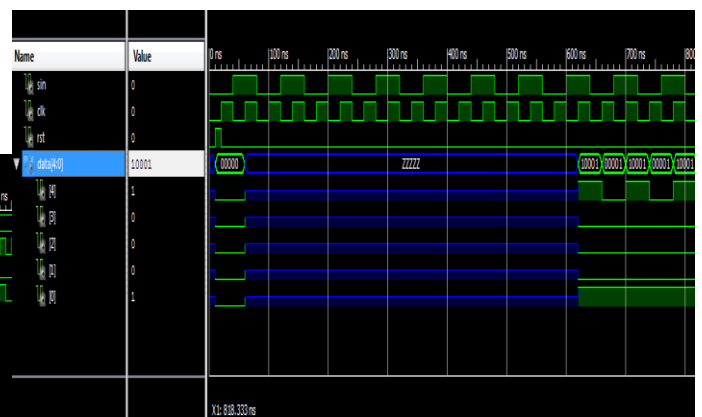 Name Value 0 ns 100 ns 200 ns 300 ns 400 ns 500 ns 600 ns 700 ns 800
sin 0
clk 0
rst 0
data[4:0] 10001 00000 ZZZZZ 10001 00001 10001 00001 10001
ns [4] 1
[3] 0
[2] 0
[1] 0
[0] 1
X1: 818.333 ns